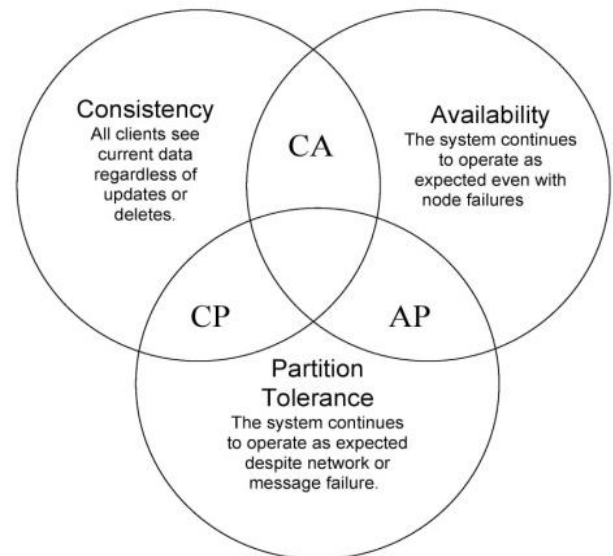 Consistency
All clients see
current data
regardless of
updates or
deletes.
CA
Availability
The system continues
to operate as
expected even with
node failures
CP
AP
Partition
Tolerance
The system continues
to operate as expected
despite network or
message failure.